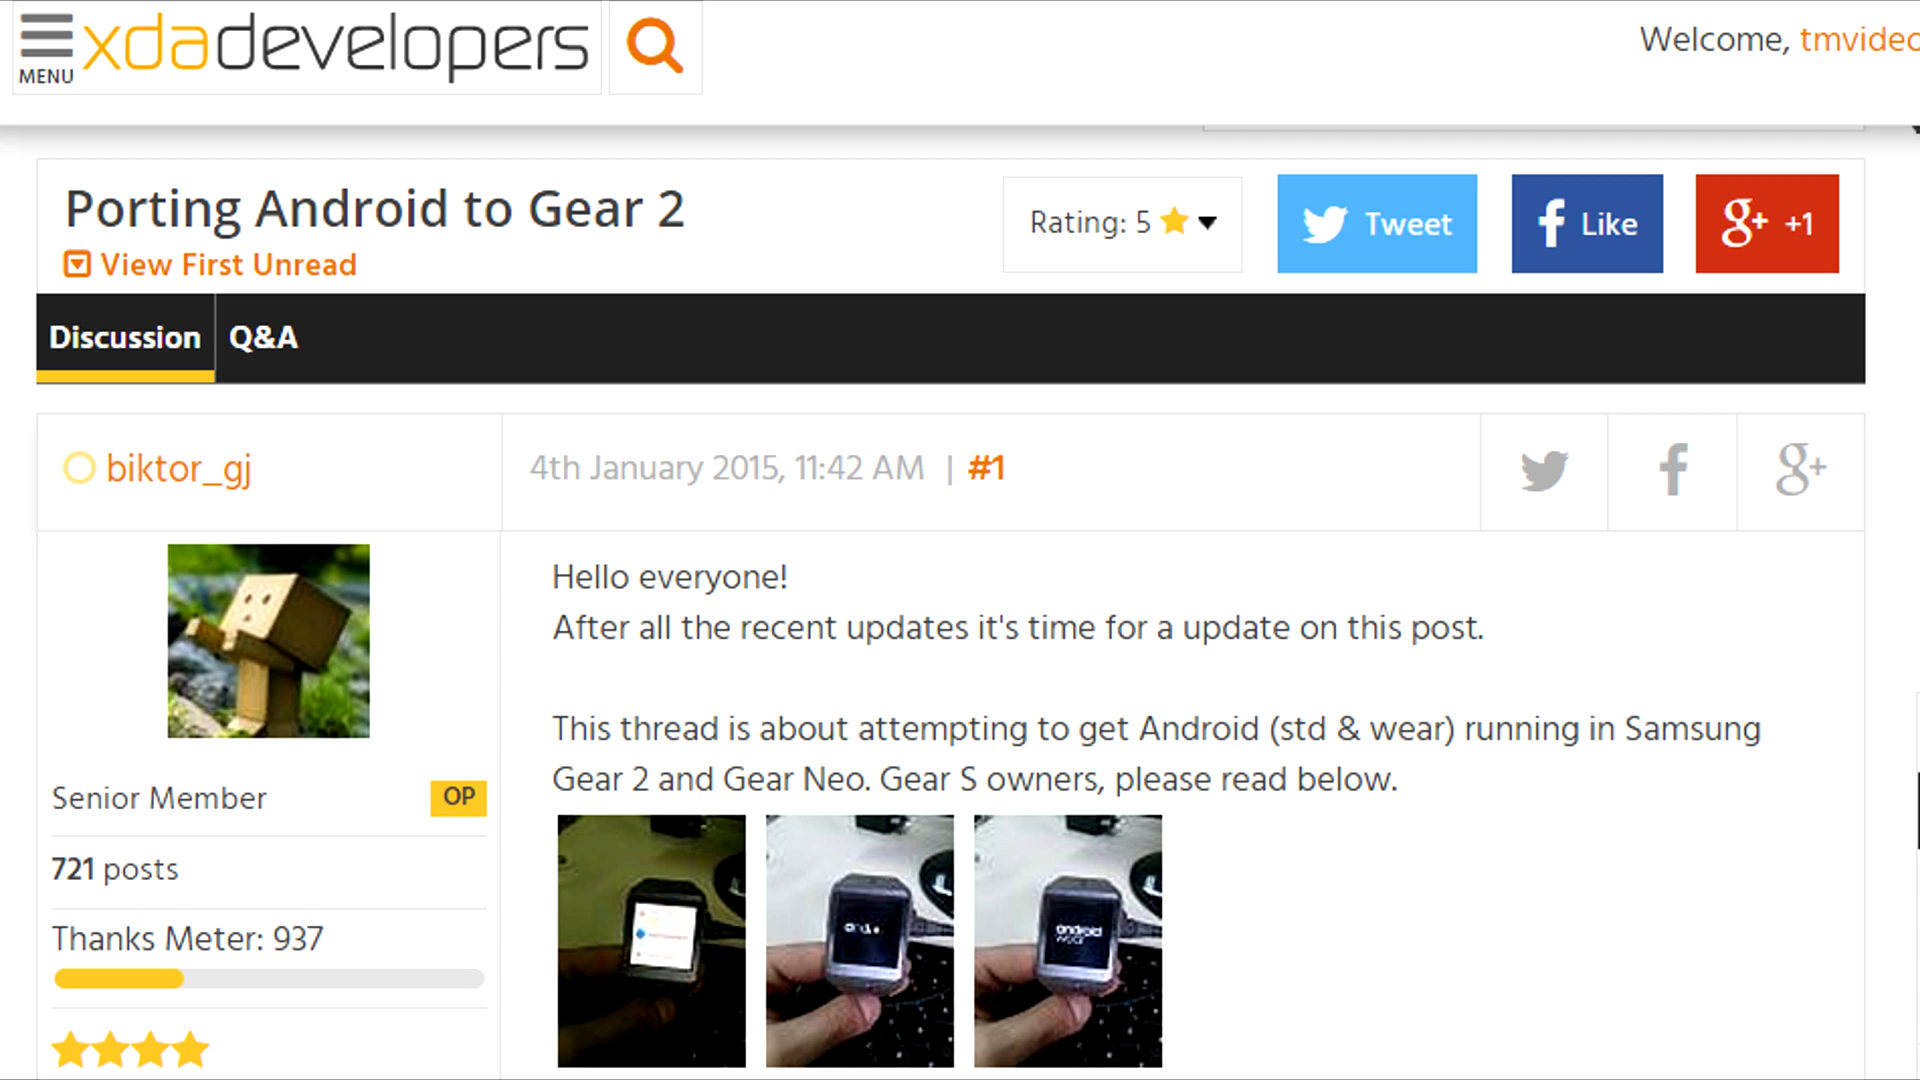 MENU
xdadevelopers
Welcome, tmvideo
Porting Android to Gear 2
View First Unread
Rating: 5
Tweet
Like
g+ +1
Discussion
Q&A
biktor_gj
4th January 2015, 11:42 AM | #1
g+
Hello everyone!
After all the recent updates it's time for a update on this post.
This thread is about attempting to get Android (std & wear) running in Samsung
Gear 2 and Gear Neo. Gear S owners, please read below.
Senior Member
OP
721 posts
Thanks Meter: 937
android
wear